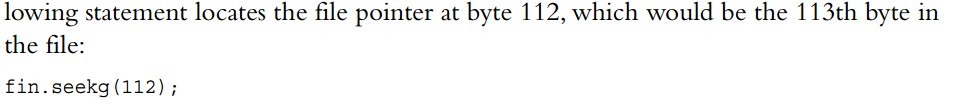 lowing statement locates the file pointer at byte 112, which would be the 113th byte in
the file:
fin.seekg(112);